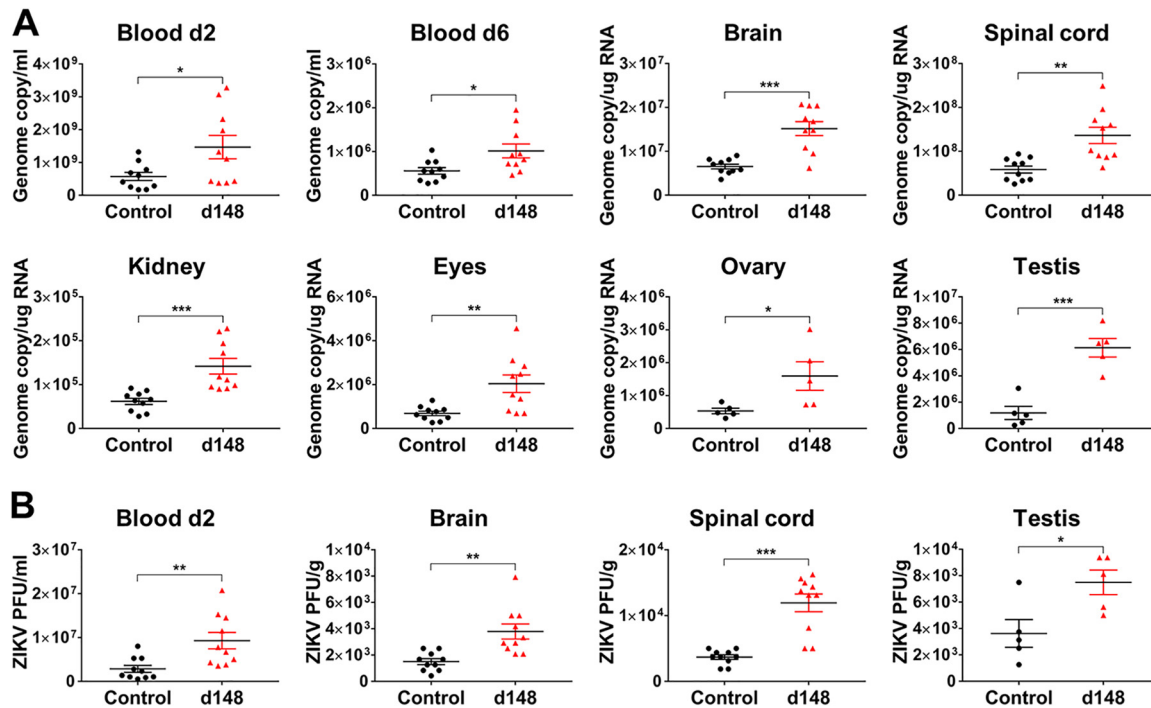 A
Blood d2
Genome copy/ml
4×10⁹
4×10⁹
2×10⁹
1×10⁹
0
*
Control d148
Blood d6
Genome copy/ml
3×10⁶
2×10⁶
1×10⁶
0
*
Control d148
Brain
Genome copy/ug RNA
3×10⁷
2×10⁷
1×10⁷
0
***
Control d148
Spinal cord
Genome copy/ug RNA
3×10⁸
2×10⁸
1×10⁸
0
**
Control d148
Kidney
Genome copy/ug RNA
3×10⁵
2×10⁵
1×10⁵
0
***
Control d148
Eyes
Genome copy/ug RNA
6×10⁶
4×10⁶
2×10⁶
0
**
Control d148
Ovary
Genome copy/ug RNA
4×10⁶
3×10⁶
2×10⁶
1×10⁶
0
*
Control d148
Testis
Genome copy/ug RNA
1×10⁷
8×10⁶
6×10⁶
4×10⁶
2×10⁶
0
***
Control d148
B
Blood d2
ZIKV PFU/ml
3×10⁷
2×10⁷
1×10⁷
0
**
Control d148
Brain
ZIKV PFU/g
1×10⁴
8×10³
6×10³
4×10³
2×10³
0
**
Control d148
Spinal cord
ZIKV PFU/g
2×10⁴
1×10⁴
0
***
Control d148
Testis
ZIKV PFU/g
1×10⁴
8×10³
6×10³
4×10³
2×10³
0
*
Control d148